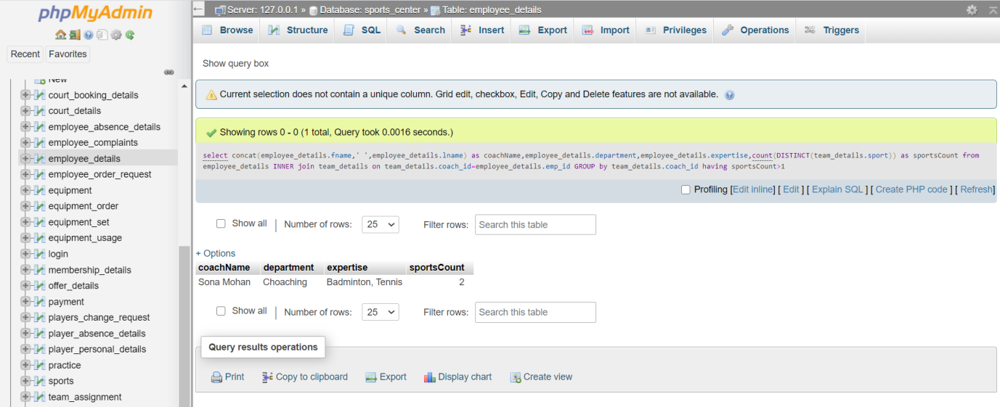 phpMyAdmin
Recent Favorites
New
court_booking_details
court_details
employee_absence_details
employee_complaints
employee_details
employee_order_request
equipment
equipment_order
equipment_set
equipment_usage
login
membership_details
offer_details
payment
players_change_request
player_absence_details
player_personal_details
practice
sports
team_assignment
Server: 127.0.0.1 » Database: sports_center » Table: employee_details
Browse Structure SQL Search Insert Export Import Privileges Operations Triggers
Show query box
Current selection does not contain a unique column. Grid edit, checkbox, Edit, Copy and Delete features are not available.
Showing rows 0 - 0 (1 total, Query took 0.0016 seconds.)
select concat(employee_details.fname,' ',employee_details.lname) as coachName,employee_details.department,employee_details.expertise,count(DISTINCT(team_details.sport)) as sportsCount from
employee_details INNER join team_details on team_details.coach_id=employee_details.emp_id GROUP by team_details.coach_id having sportsCount>1
Profiling [Edit inline] [ Edit ] [ Explain SQL ] [ Create PHP code ] [ Refresh]
Show all | Number of rows: 25 Filter rows: Search this table
+ Options
coachName department expertise sportsCount
Sona Mohan Choaching Badminton, Tennis 2
Show all | Number of rows: 25 Filter rows: Search this table
Query results operations
Print Copy to clipboard Export Display chart Create view